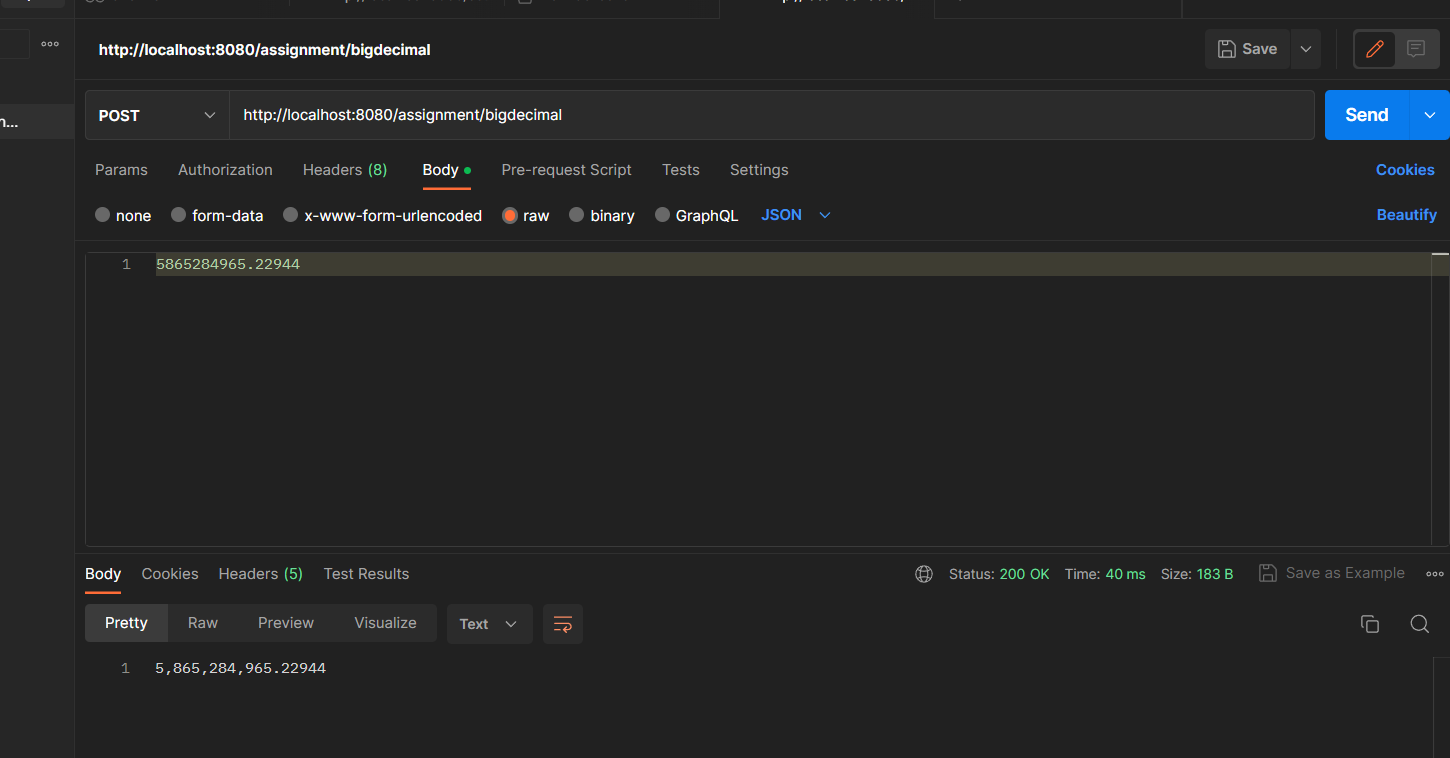 http://localhost:8080/assignment/bigdecimal
Save
n...
POST http://localhost:8080/assignment/bigdecimal Send
Params Authorization Headers (8) Body Pre-request Script Tests Settings Cookies
none form-data x-www-form-urlencoded raw binary GraphQL JSON Beautify
1 5865284965.22944
Body Cookies Headers (5) Test Results Status: 200 OK Time: 40 ms Size: 183 B Save as Example
Pretty Raw Preview Visualize Text
1 5,865,284,965.22944